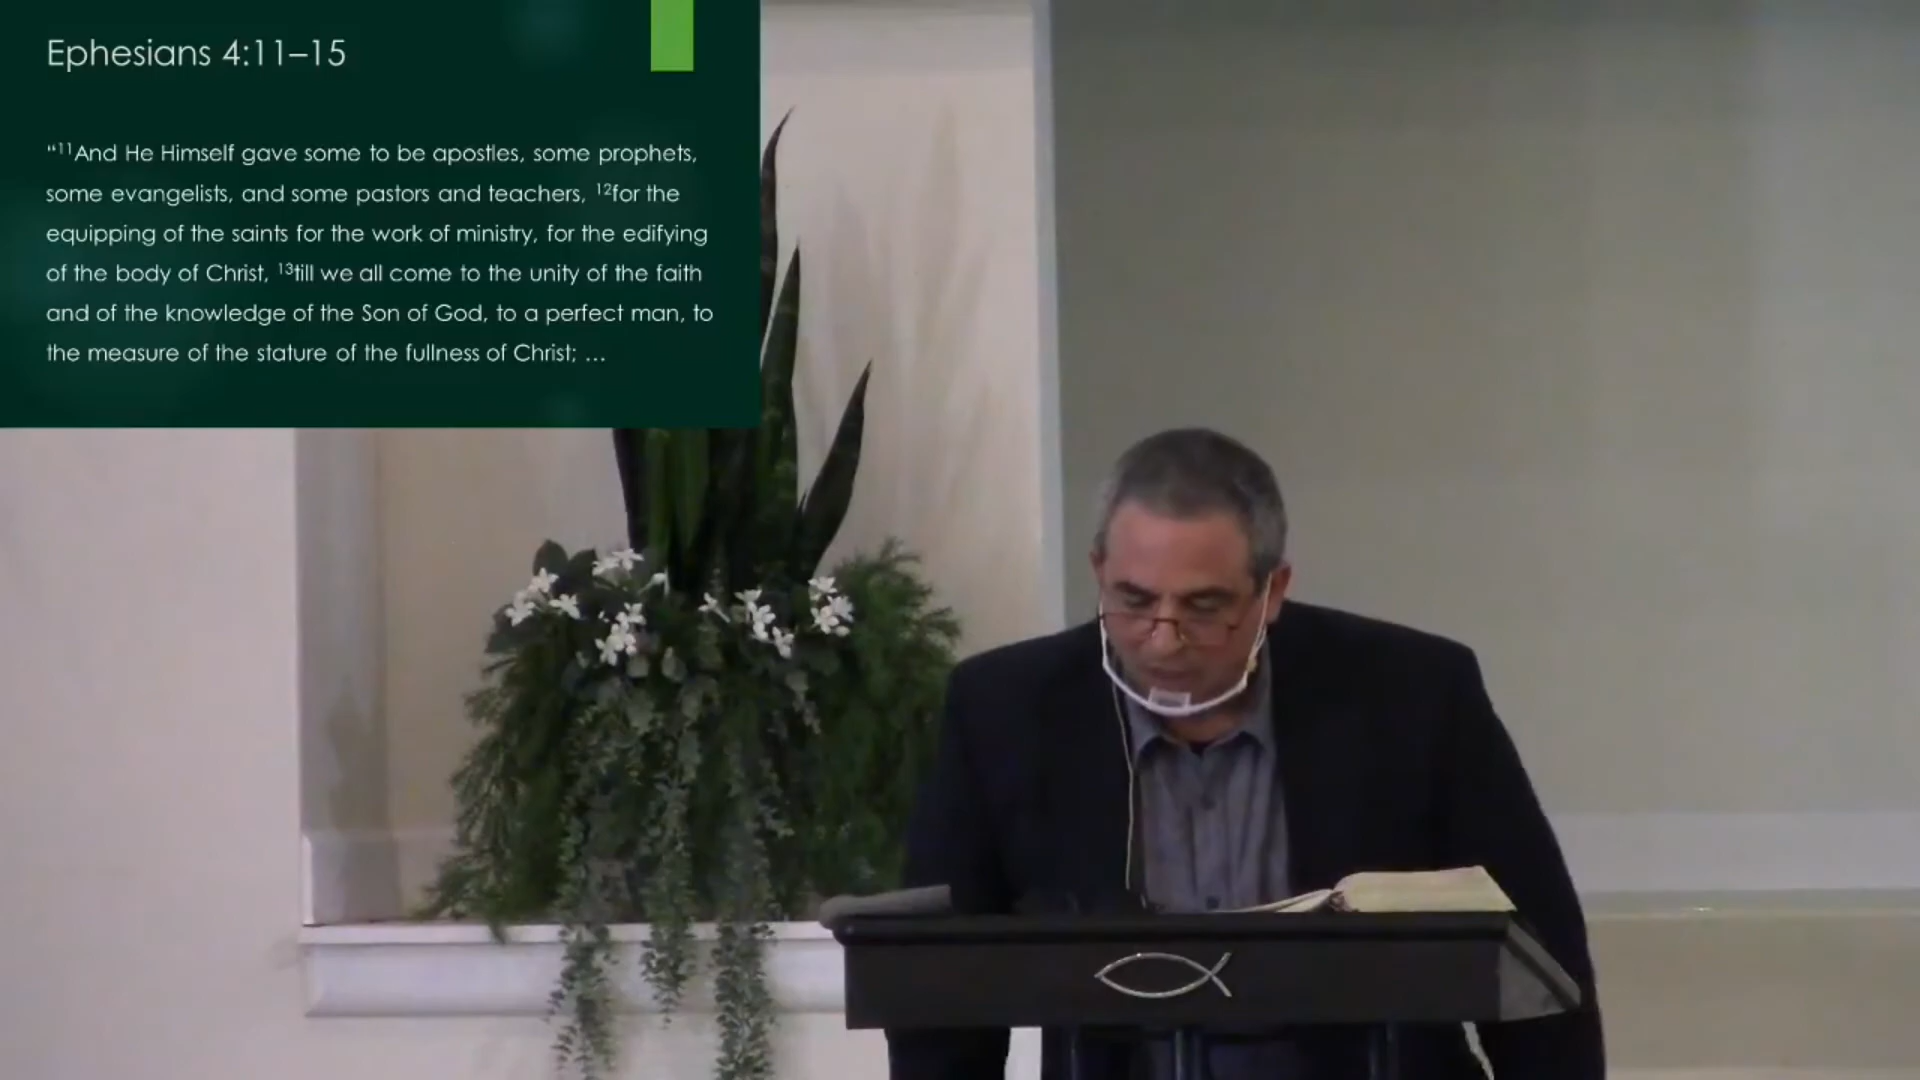 Ephesians 4:11–15
“¹¹And He Himself gave some to be apostles, some prophets,
some evangelists, and some pastors and teachers, ¹²for the
equipping of the saints for the work of ministry, for the edifying
of the body of Christ, ¹³till we all come to the unity of the faith
and of the knowledge of the Son of God, to a perfect man, to
the measure of the stature of the fullness of Christ; ...